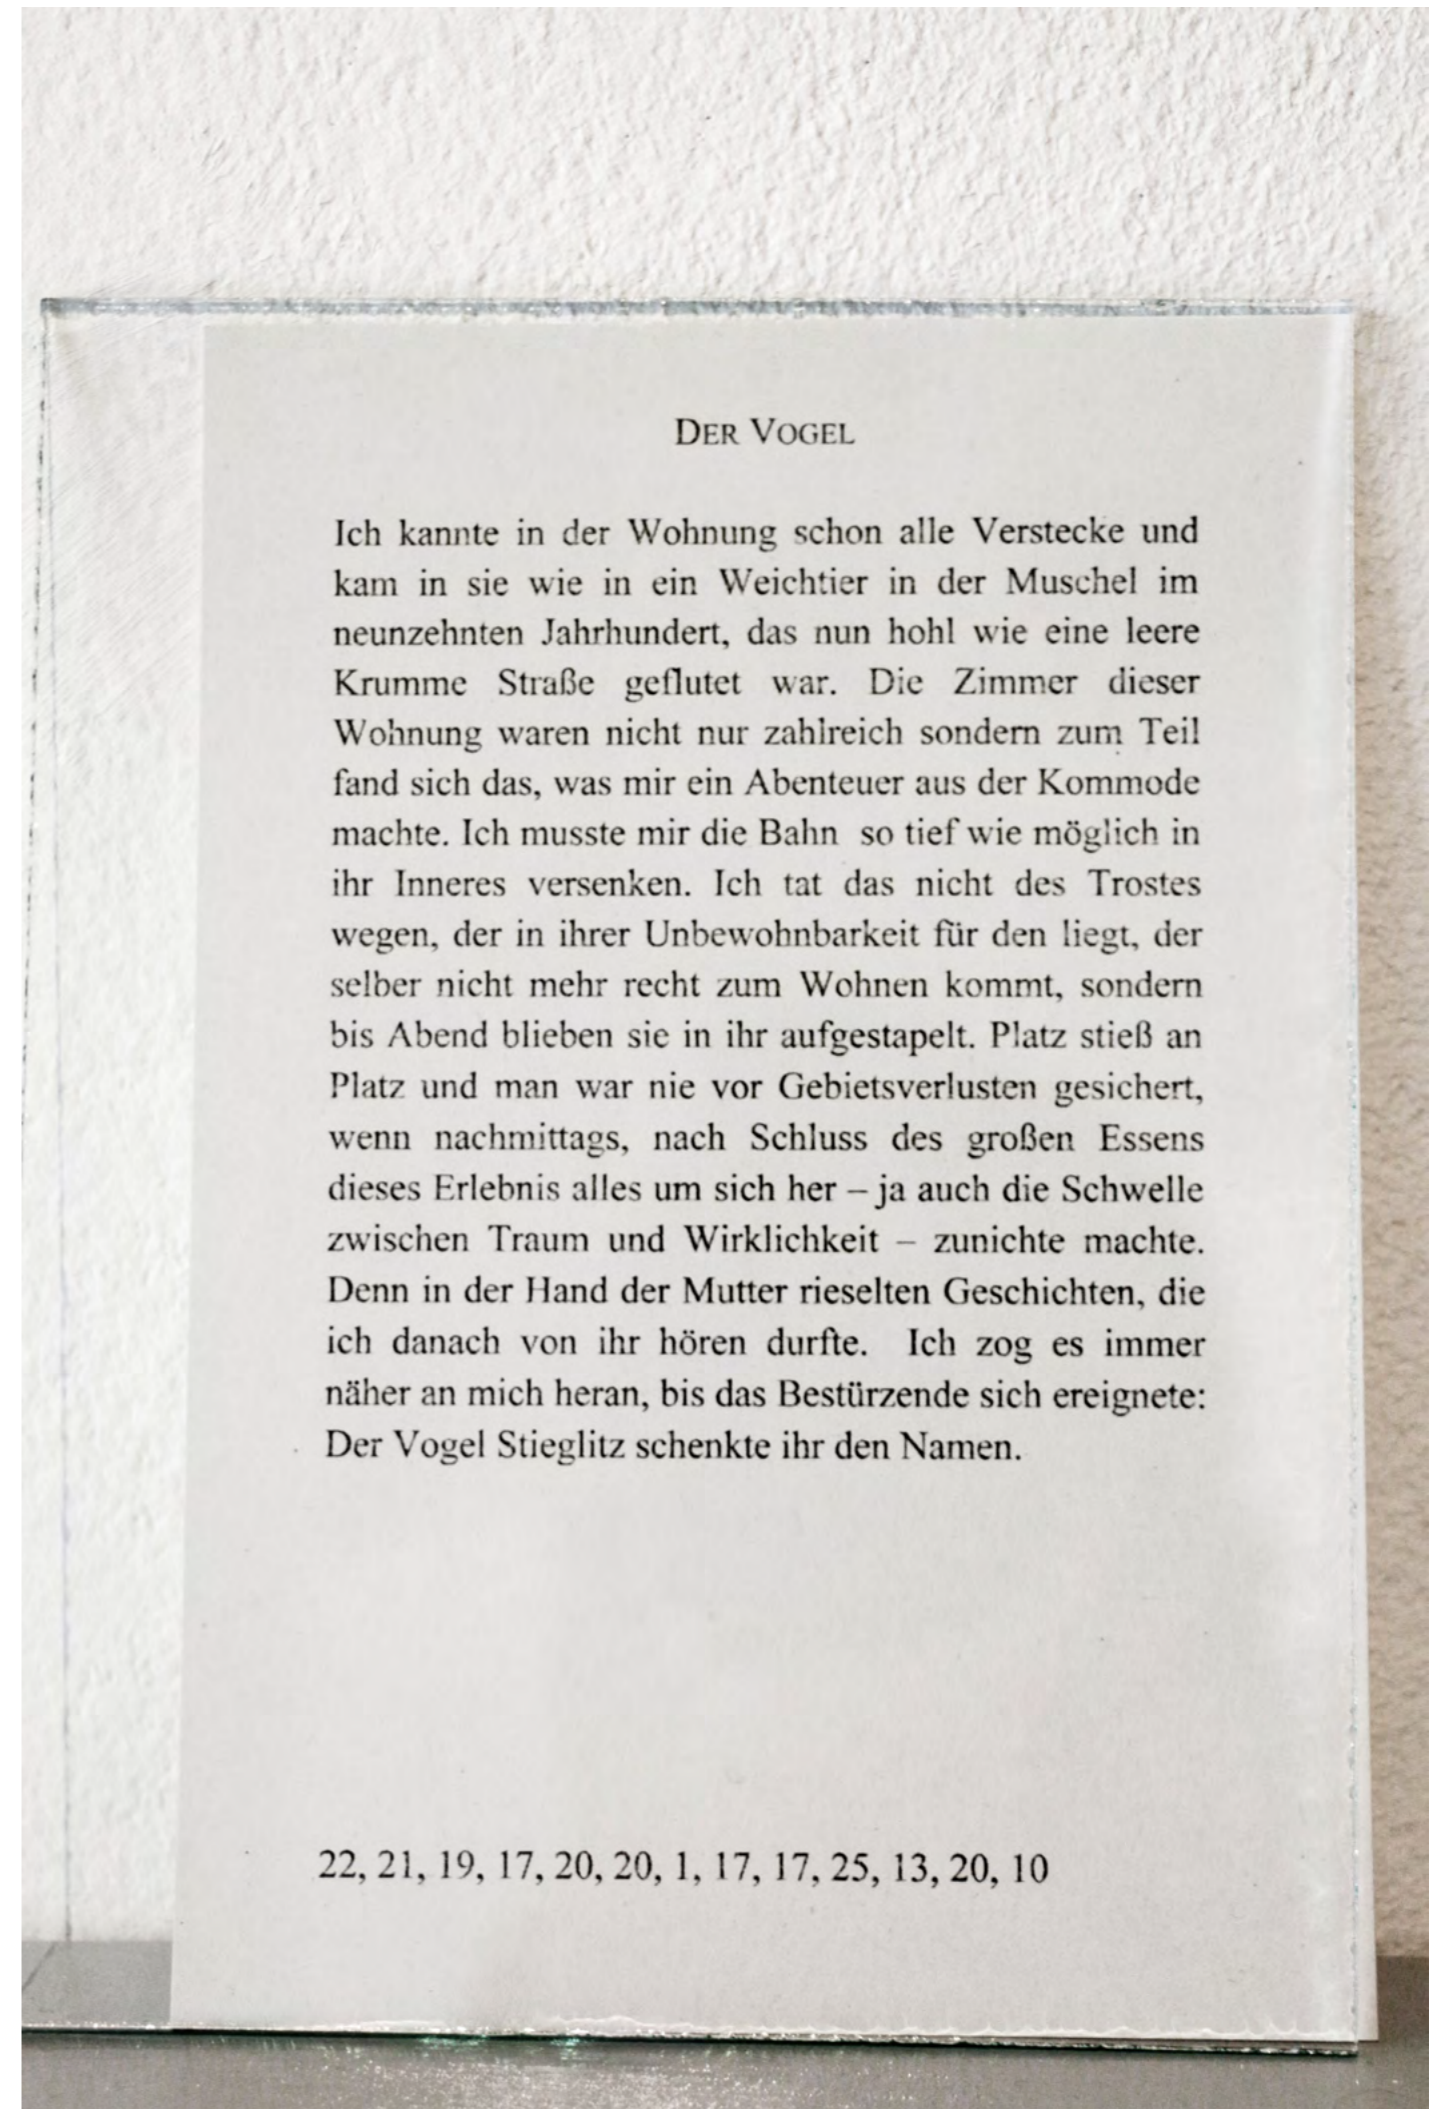 DER VOGEL
Ich kannte in der Wohnung schon alle Verstecke und
kam in sie wie in ein Weichtier in der Muschel im
neunzehnten Jahrhundert, das nun hohl wie eine leere
Krumme Straße geflutet war. Die Zimmer dieser
Wohnung waren nicht nur zahlreich sondern zum Teil
fand sich das, was mir ein Abenteuer aus der Kommode
machte. Ich musste mir die Bahn  so tief wie möglich in
ihr Inneres versenken. Ich tat das nicht des Trostes
wegen, der in ihrer Unbewohnbarkeit für den liegt, der
selber nicht mehr recht zum Wohnen kommt, sondern
bis Abend blieben sie in ihr aufgestapelt. Platz stieß an
Platz und man war nie vor Gebietsverlusten gesichert,
wenn nachmittags, nach Schluss des großen Essens
dieses Erlebnis alles um sich her – ja auch die Schwelle
zwischen Traum und Wirklichkeit – zunichte machte.
Denn in der Hand der Mutter rieselten Geschichten, die
ich danach von ihr hören durfte.  Ich zog es immer
näher an mich heran, bis das Bestürzende sich ereignete:
Der Vogel Stieglitz schenkte ihr den Namen.
22, 21, 19, 17, 20, 20, 1, 17, 17, 25, 13, 20, 10